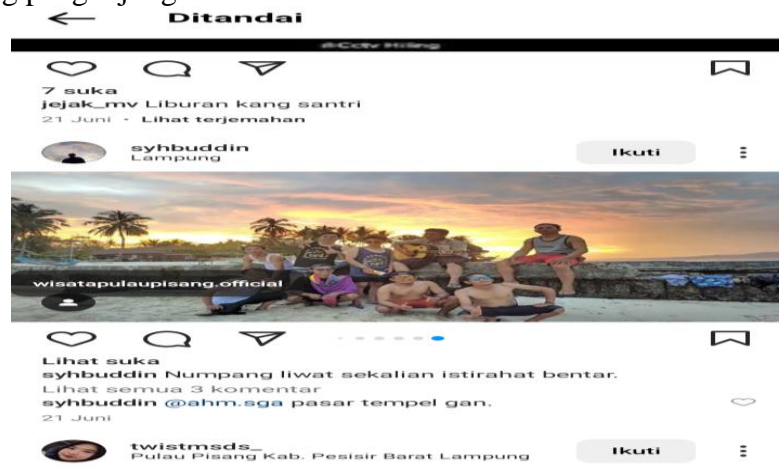 Ditandai
7 suka
jejak_mv Liburan kang santri
21 Juni · Lihat terjemahan
syhbuddin
Lampung
Ikuti
wisatapulaupisang.official
Lihat suka
syhbuddin Numpang liwat sekalian istirahat bentar.
Lihat semua 3 komentar
syhbuddin @ahm.sga pasar tempel gan.
21 Juni
twistmsds_
Pulau Pisang Kab. Pesisir Barat Lampung
Ikuti